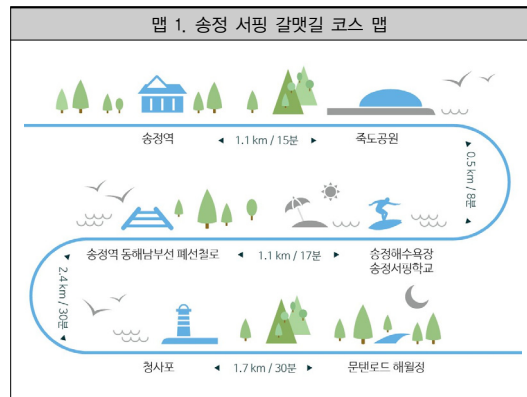 맵 1. 송정 서핑 갈맷길 코스 맵
송정역
1.1 km / 15분
죽도공원
0.5 km / 8분
송정역 동해남부선 폐선철로
1.1 km / 17분
송정해수욕장
송정서핑학교
2.4 km / 30분
청사포
1.7 km / 30분
문텐로드 해월정